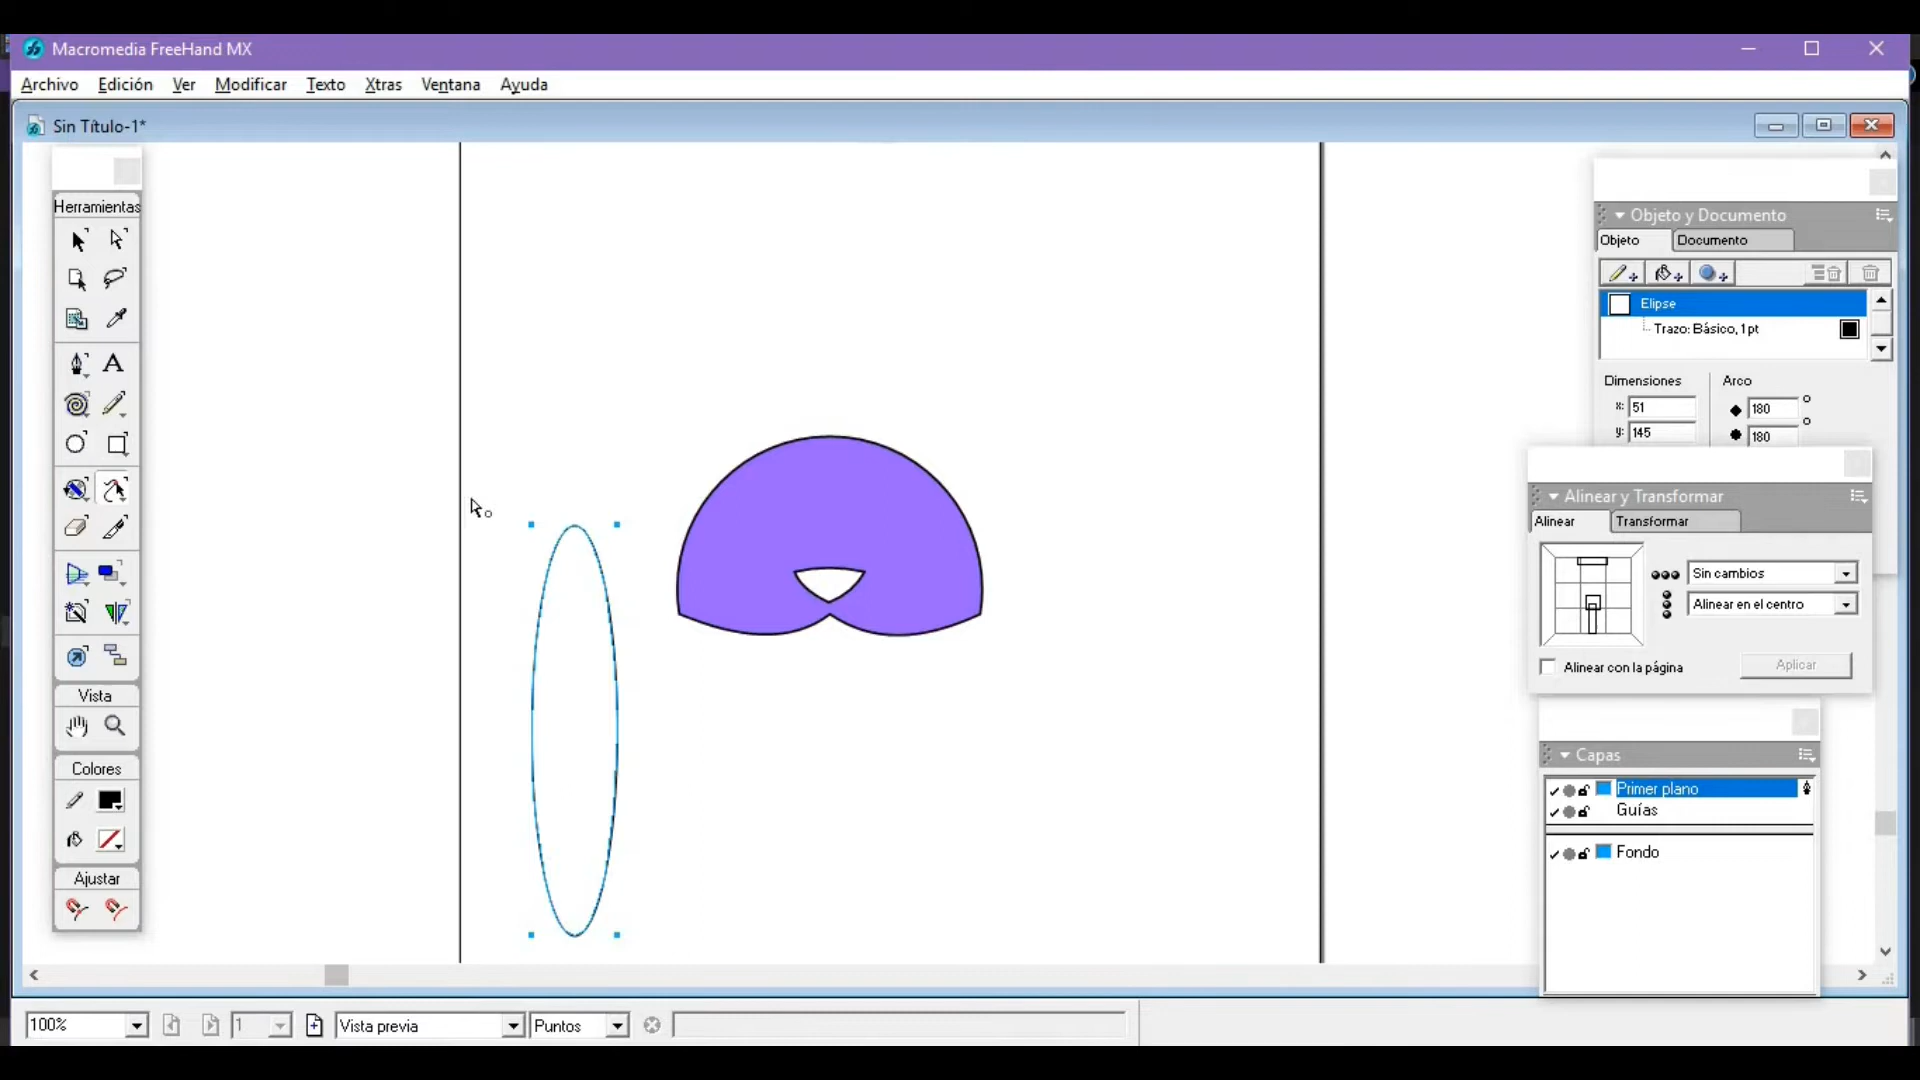 Macromedia FreeHand MX
Archivo Edición Ver Modificar Texto Xtras Ventana Ayuda
Sin Título-1*
Herramientas
A
Vista
Colores
Ajustar
Objeto y Documento
Objeto Documento
Elipse
Trazo: Básico, 1pt
Dimensiones Arco
x: 51 180 °
y: 145 180 °
Alinear y Transformar
Alinear Transformar
Sin cambios
Alinear en el centro
Alinear con la página Aplicar
Capas
Primer plano
Guías
Fondo
100% 1 Vista previa Puntos